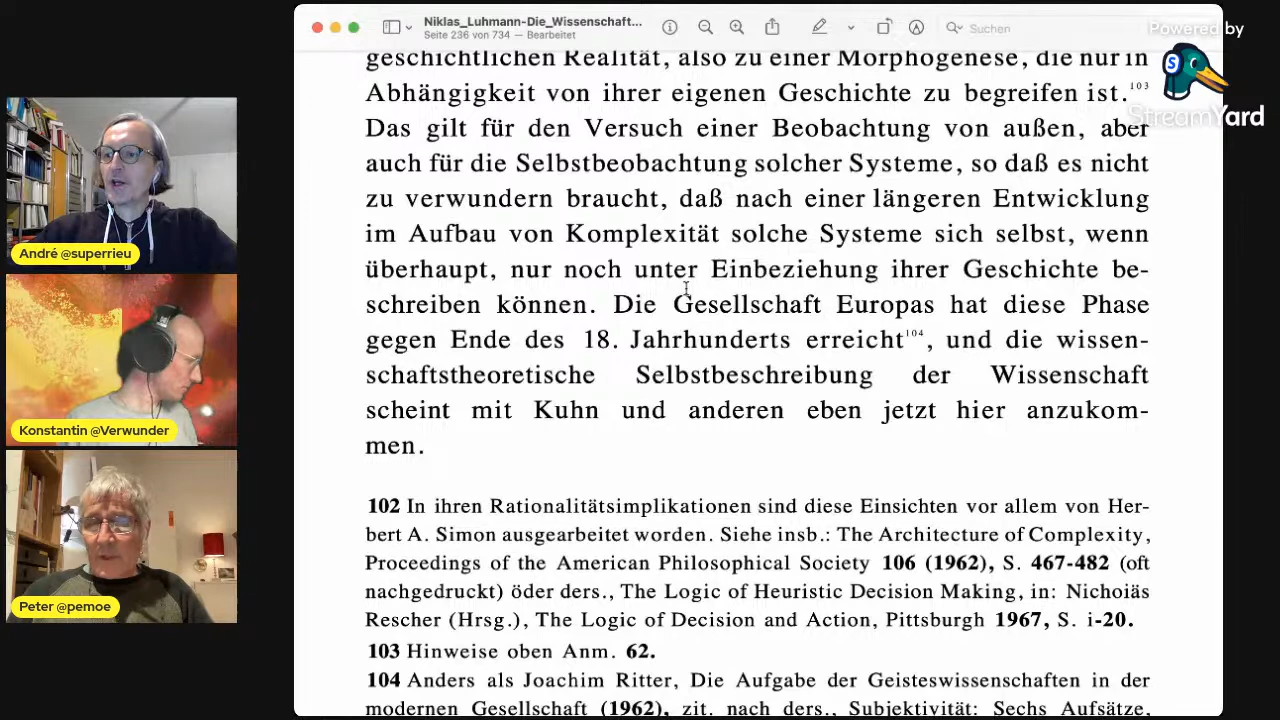 Niklas_Luhmann-Die_Wissenschaft...
Seite 236 von 734 – Bearbeitet
Suchen
Powered by
StreamYard
geschichtlichen Realität, also zu einer Morphogenese, die nur in
Abhängigkeit von ihrer eigenen Geschichte zu begreifen ist.¹⁰³
Das gilt für den Versuch einer Beobachtung von außen, aber
auch für die Selbstbeobachtung solcher Systeme, so daß es nicht
zu verwundern braucht, daß nach einer längeren Entwicklung
im Aufbau von Komplexität solche Systeme sich selbst, wenn
überhaupt, nur noch unter Einbeziehung ihrer Geschichte be-
schreiben können. Die Gesellschaft Europas hat diese Phase
gegen Ende des 18. Jahrhunderts erreicht¹⁰⁴, und die wissen-
schaftstheoretische Selbstbeschreibung der Wissenschaft
scheint mit Kuhn und anderen eben jetzt hier anzukom-
men.
102 In ihren Rationalitätsimplikationen sind diese Einsichten vor allem von Her-
bert A. Simon ausgearbeitet worden. Siehe insb.: The Architecture of Complexity,
Proceedings of the American Philosophical Society 106 (1962), S. 467-482 (oft
nachgedruckt) öder ders., The Logic of Heuristic Decision Making, in: Nichoiäs
Rescher (Hrsg.), The Logic of Decision and Action, Pittsburgh 1967, S. i-20.
103 Hinweise oben Anm. 62.
104 Anders als Joachim Ritter, Die Aufgabe der Geisteswissenschaften in der
modernen Gesellschaft (1962), zit. nach ders., Subjektivität: Sechs Aufsätze,
André @superrieu
Konstantin @Verwunder
Peter @pemoe